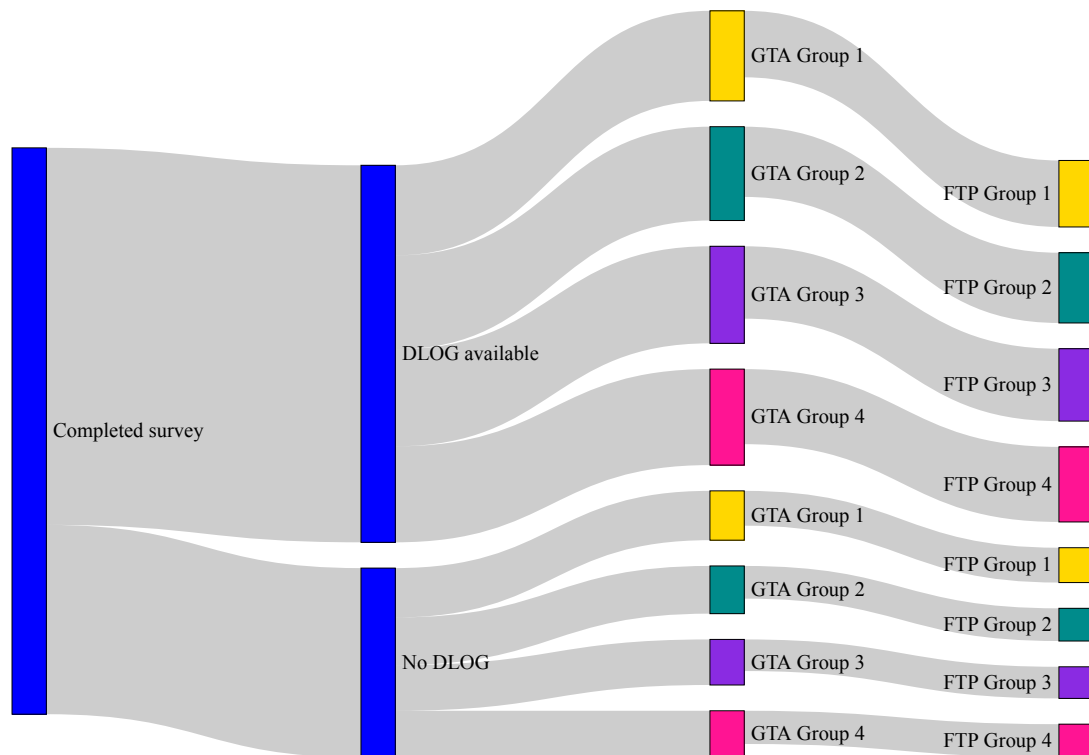 Completed survey
DLOG available
No DLOG
GTA Group 1
GTA Group 2
GTA Group 3
GTA Group 4
GTA Group 1
GTA Group 2
GTA Group 3
GTA Group 4
FTP Group 1
FTP Group 2
FTP Group 3
FTP Group 4
FTP Group 1
FTP Group 2
FTP Group 3
FTP Group 4